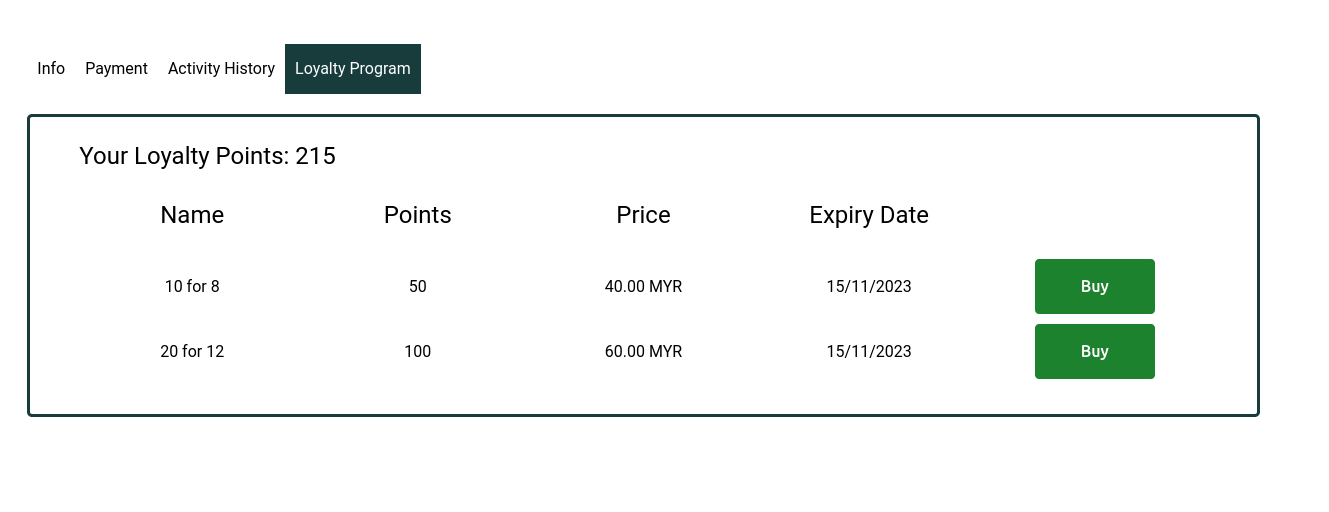 Info Payment Activity History Loyalty Program
Your Loyalty Points: 215
Name Points Price Expiry Date
10 for 8 50 40.00 MYR 15/11/2023 Buy
20 for 12 100 60.00 MYR 15/11/2023 Buy